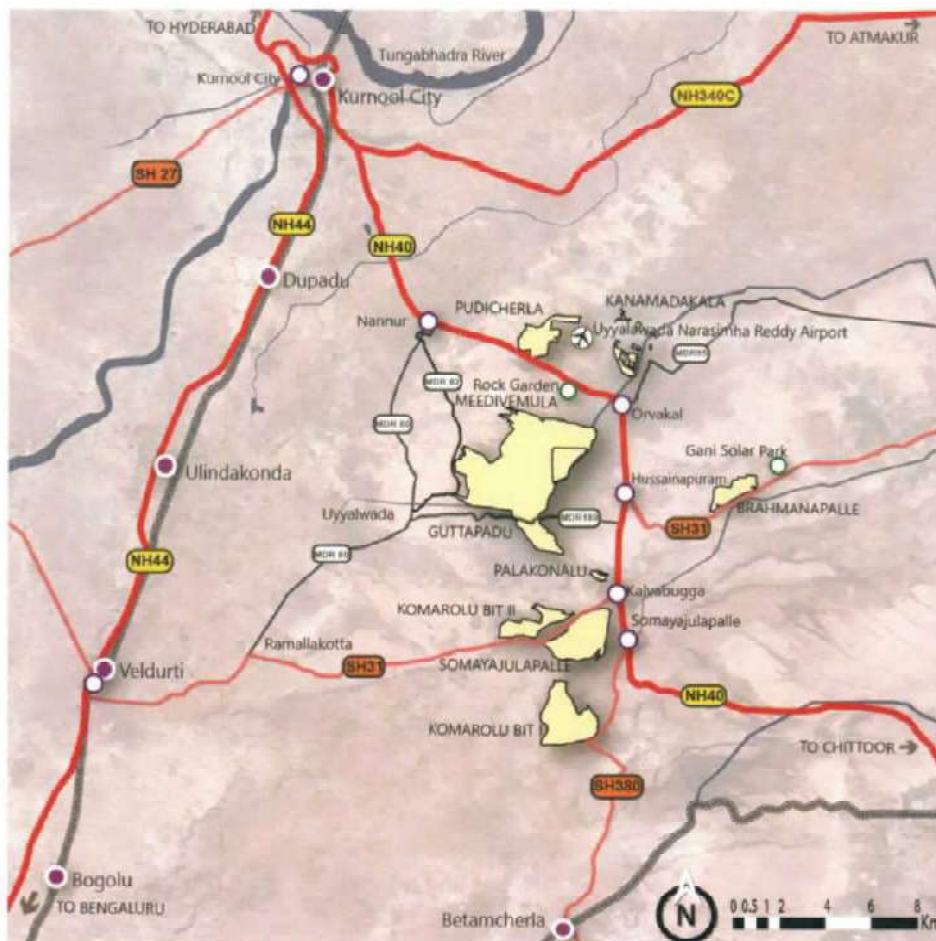 TO HYDERABAD
TO ATMAKUR
Tungabhadra River
Kurnool City
Kurnool City
NH340C
SH 27
NH44
NH40
Dupadu
PUDICHERLA
KANAMADAKALA
Nannur
Uyyalawada Narasimha Reddy Airport
MDR 82
Rock Garden
MEEDIVEMULA
Orvakal
MDR 80
Gani Solar Park
Ulindakonda
Hussainapuram
Uyyalwada
BRAHMANAPALLE
GUTTAPADU
SH31
NH44
PALAKONALU
Kalvabugga
KOMAROLU BIT II
Somayajulapalle
Ramallakotta
SH31
SOMAYAJULAPALLE
Veldurti
NH40
KOMAROLU BIT I
TO CHITTOOR
SH380
Bogolu
TO BENGALURU
Betamcherla
N
0 0.5 1 2 4 6 8
Km